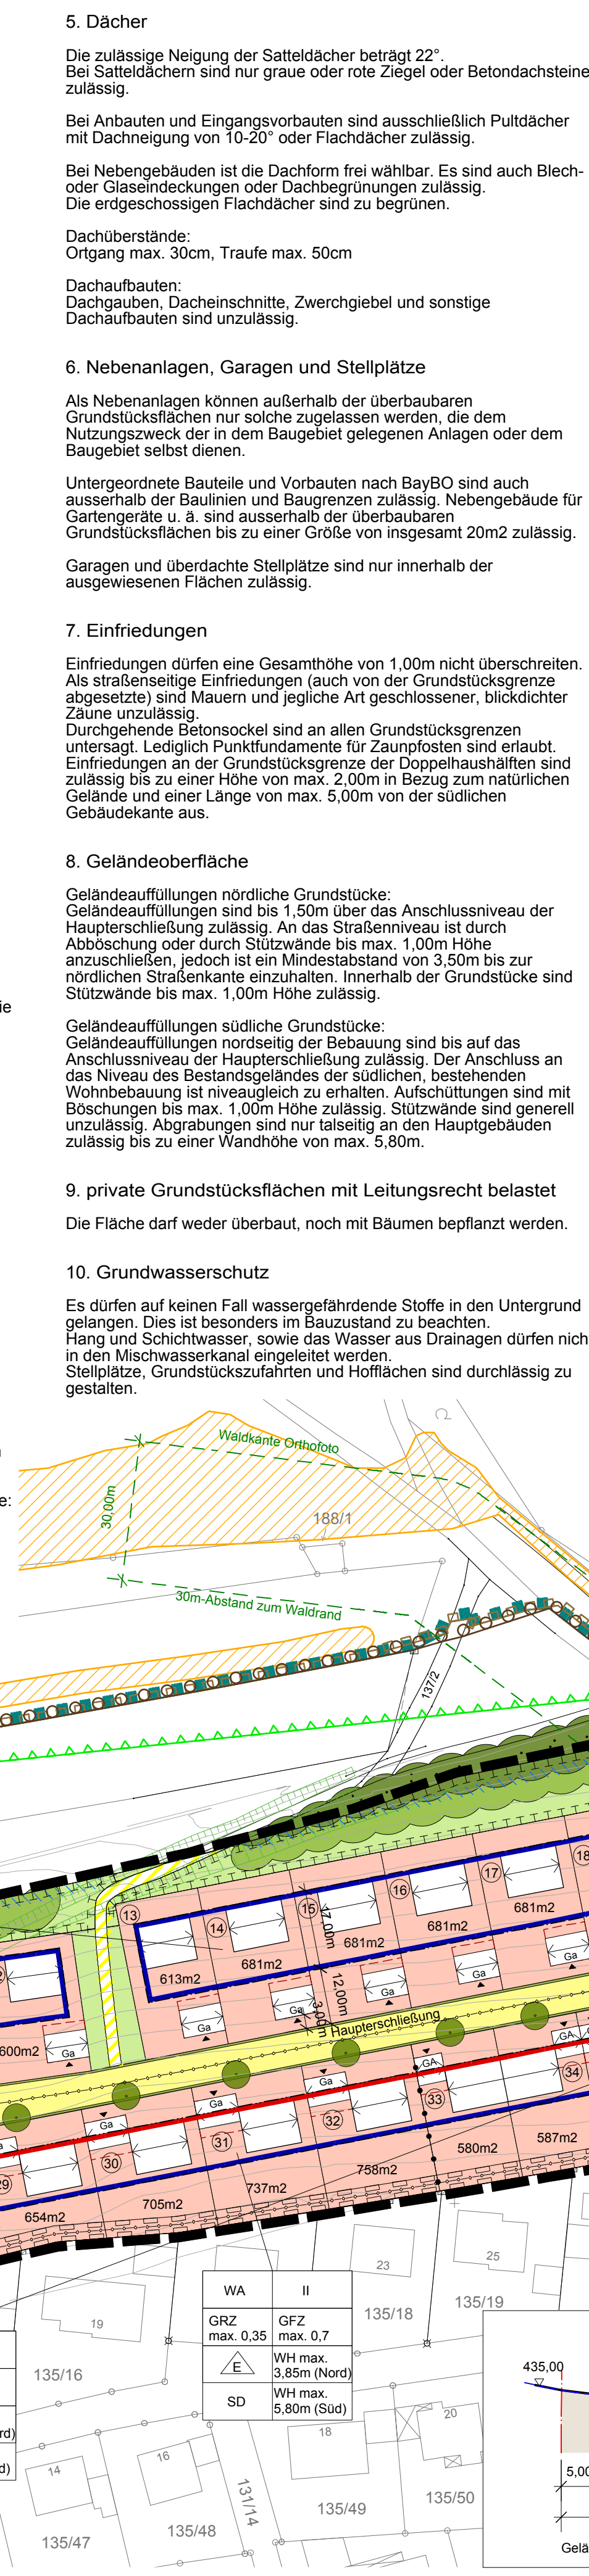 5. Dächer
Die zulässige Neigung der Satteldächer beträgt 22°.
Bei Satteldächern sind nur graue oder rote Ziegel oder Betondachsteine
zulässig.
Bei Anbauten und Eingangsvorbauten sind ausschließlich Pultdächer
mit Dachneigung von 10-20° oder Flachdächer zulässig.
Bei Nebengebäuden ist die Dachform frei wählbar. Es sind auch Blech-
oder Glaseindeckungen oder Dachbegrünungen zulässig.
Die erdgeschossigen Flachdächer sind zu begrünen.
Dachüberstände:
Ortgang max. 30cm, Traufe max. 50cm
Dachaufbauten:
Dachgauben, Dacheinschnitte, Zwerchgiebel und sonstige
Dachaufbauten sind unzulässig.
6. Nebenanlagen, Garagen und Stellplätze
Als Nebenanlagen können außerhalb der überbaubaren
Grundstücksflächen nur solche zugelassen werden, die dem
Nutzungszweck der in dem Baugebiet gelegenen Anlagen oder dem
Baugebiet selbst dienen.
Untergeordnete Bauteile und Vorbauten nach BayBO sind auch
ausserhalb der Baulinien und Baugrenzen zulässig. Nebengebäude für
Gartengeräte u. ä. sind ausserhalb der überbaubaren
Grundstücksflächen bis zu einer Größe von insgesamt 20m2 zulässig.
Garagen und überdachte Stellplätze sind nur innerhalb der
ausgewiesenen Flächen zulässig.
7. Einfriedungen
Einfriedungen dürfen eine Gesamthöhe von 1,00m nicht überschreiten.
Als straßenseitige Einfriedungen (auch von der Grundstücksgrenze
abgesetzte) sind Mauern und jegliche Art geschlossener, blickdichter
Zäune unzulässig.
Durchgehende Betonsockel sind an allen Grundstücksgrenzen
untersagt. Lediglich Punktfundamente für Zaunpfosten sind erlaubt.
Einfriedungen an der Grundstücksgrenze der Doppelhaushälften sind
zulässig bis zu einer Höhe von max. 2,00m in Bezug zum natürlichen
Gelände und einer Länge von max. 5,00m von der südlichen
Gebäudekante aus.
8. Geländeoberfläche
Geländeauffüllungen nördliche Grundstücke:
Geländeauffüllungen sind bis 1,50m über das Anschlussniveau der
Haupterschließung zulässig. An das Straßenniveau ist durch
Abböschung oder durch Stützwände bis max. 1,00m Höhe
anzuschließen, jedoch ist ein Mindestabstand von 3,50m bis zur
nördlichen Straßenkante einzuhalten. Innerhalb der Grundstücke sind
Stützwände bis max. 1,00m Höhe zulässig.
ie
Geländeauffüllungen südliche Grundstücke:
Geländeauffüllungen nordseitig der Bebauung sind bis auf das
Anschlussniveau der Haupterschließung zulässig. Der Anschluss an
das Niveau des Bestandsgeländes der südlichen, bestehenden
Wohnbebauung ist niveaugleich zu erhalten. Aufschüttungen sind mit
Böschungen bis max. 1,00m Höhe zulässig. Stützwände sind generell
unzulässig. Abgrabungen sind nur talseitig an den Hauptgebäuden
zulässig bis zu einer Wandhöhe von max. 5,80m.
9. private Grundstücksflächen mit Leitungsrecht belastet
Die Fläche darf weder überbaut, noch mit Bäumen bepflanzt werden.
10. Grundwasserschutz
Es dürfen auf keinen Fall wassergefährdende Stoffe in den Untergrund
gelangen. Dies ist besonders im Bauzustand zu beachten.
Hang und Schichtwasser, sowie das Wasser aus Drainagen dürfen nich
in den Mischwasserkanal eingeleitet werden.
Stellplätze, Grundstückszufahrten und Hofflächen sind durchlässig zu
gestalten.
Waldkante Orthofoto
e:
30,00m
188/1
30m-Abstand zum Waldrand
137/2
18
17
16
15
14
13
681m2
681m2
681m2
681m2
613m2
600m2
17,00m
12,00m
3,00m
Ga
Ga
Ga
Ga
Ga
Ga
Haupterschließung
GA
GA
Ga
Ga
Ga
34
33
32
31
30
29
587m2
580m2
758m2
737m2
705m2
654m2
23
25
19
135/16
135/18
135/19
WA II
GRZ max. 0,35 GFZ max. 0,7
E WH max. 3,85m (Nord)
SD WH max. 5,80m (Süd)
rd)
d)
435,00
5,00
Gelä
14
16
18
20
131/14
135/47
135/48
135/49
135/50